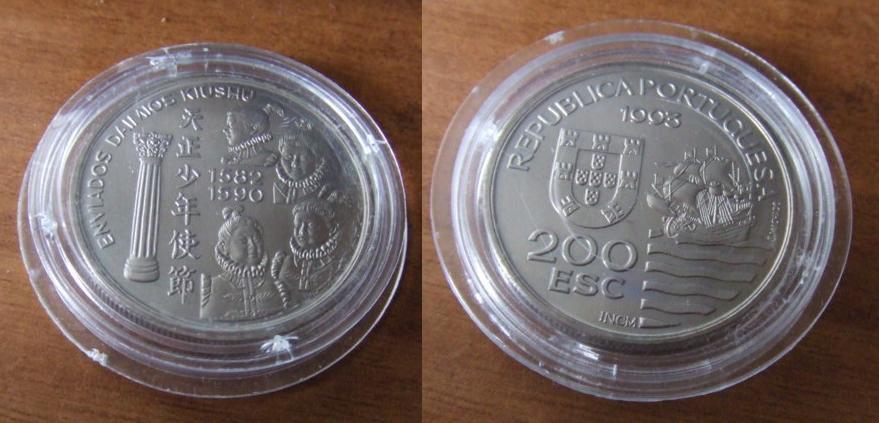 ENVIADOS DAIMIOS KIUSHU
天正少年使節
1582
1590
REPUBLICA PORTUGUESA
1993
200
ESC
INCM